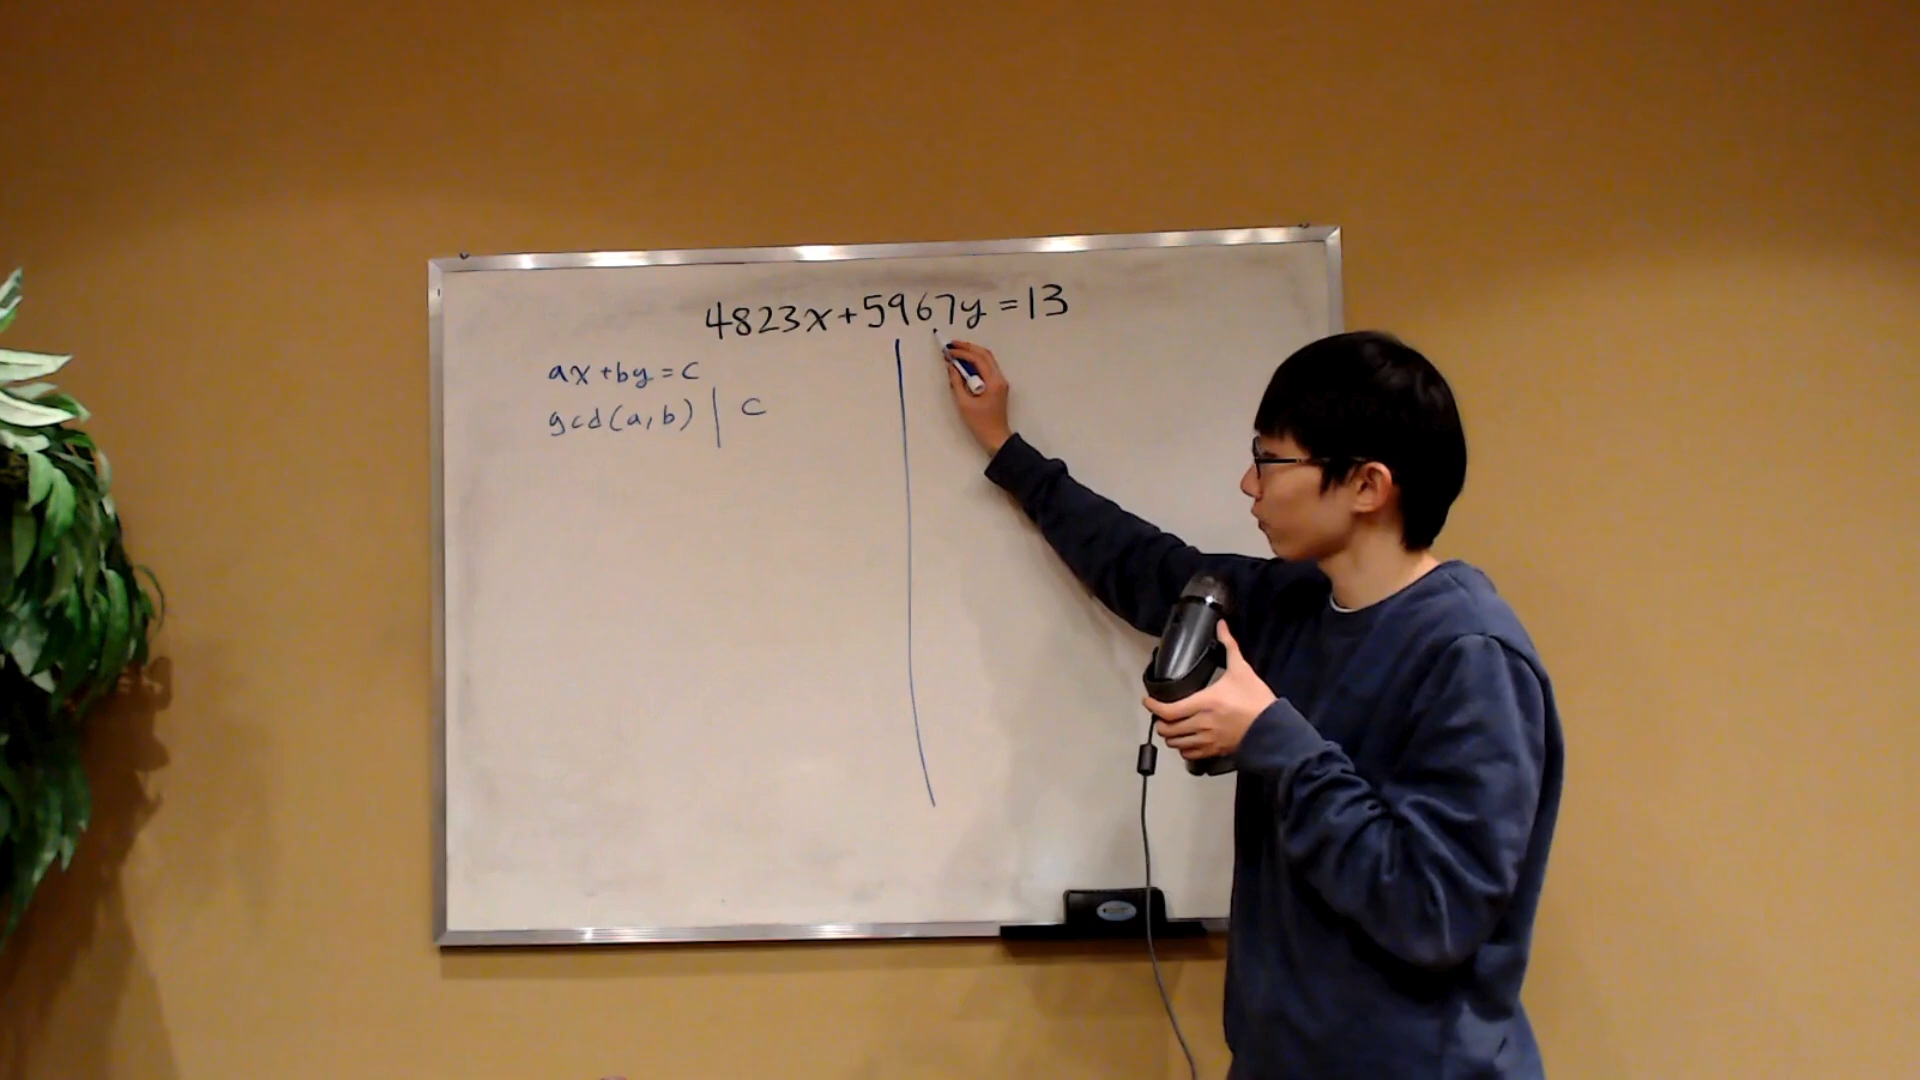 4823x+5967y=13
ax+by=c
gcd(a,b) | c